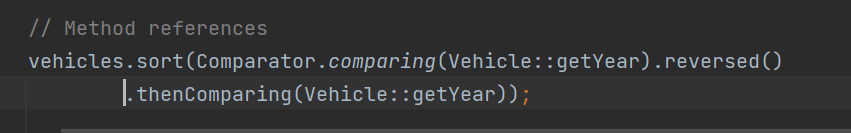 // Method references
vehicles.sort(Comparator.comparing(Vehicle::getYear).reversed()
.thenComparing(Vehicle::getYear));